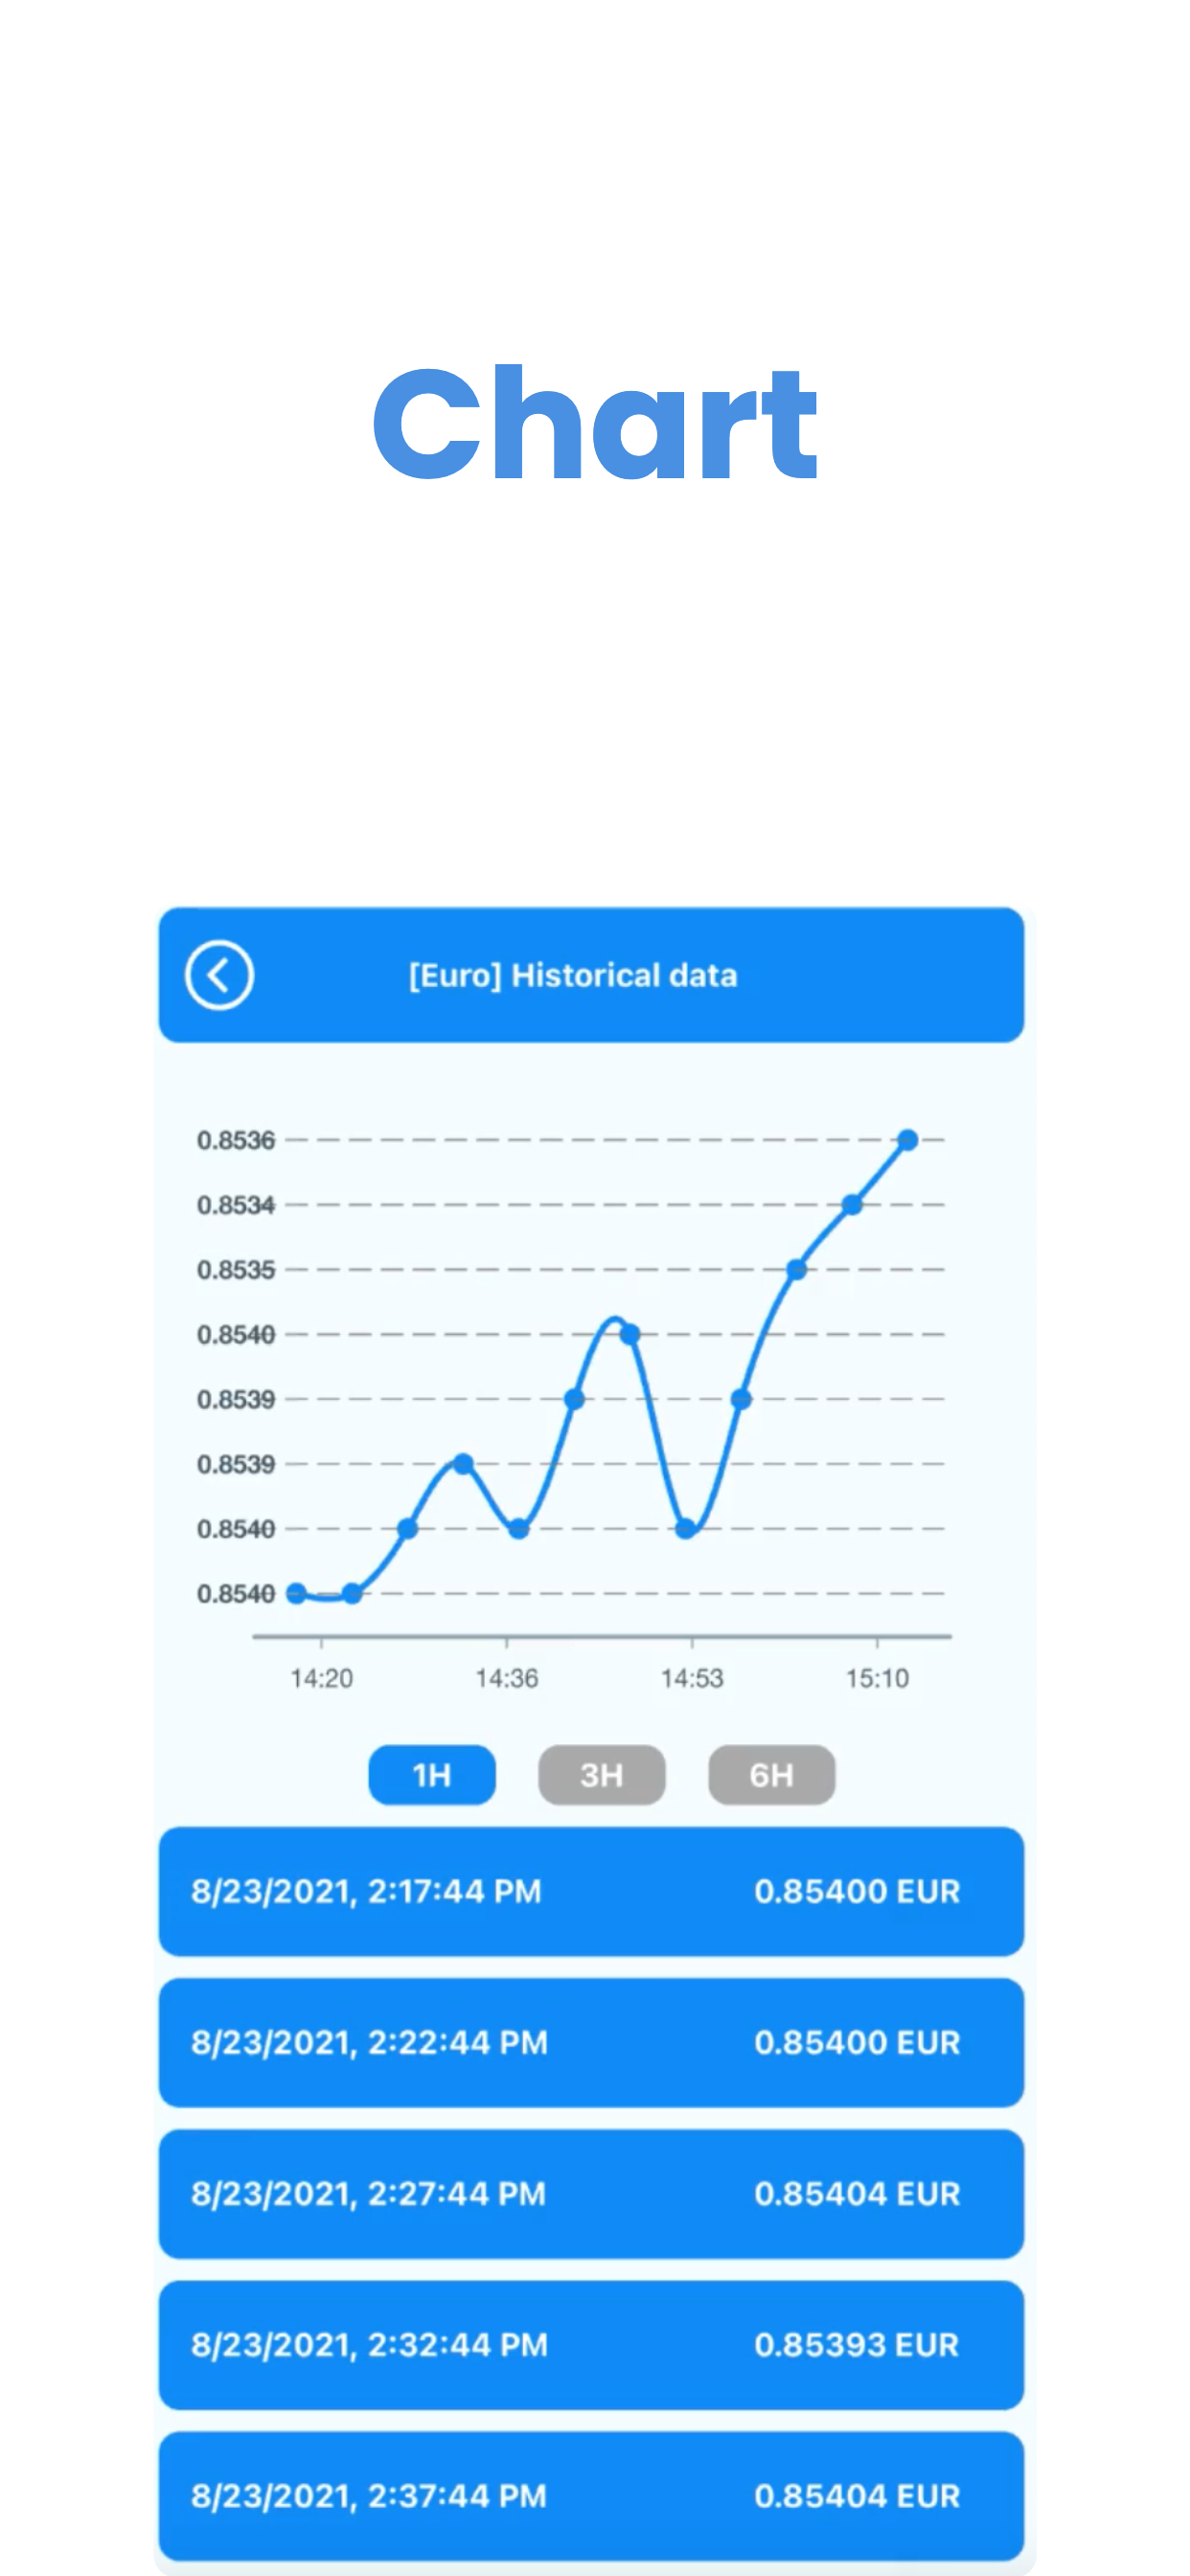 Chart
[Euro] Historical data
0.8536
0.8534
0.8535
0.8540
0.8539
0.8539
0.8540
0.8540
14:20 14:36 14:53 15:10
1H 3H 6H
8/23/2021, 2:17:44 PM 0.85400 EUR
8/23/2021, 2:22:44 PM 0.85400 EUR
8/23/2021, 2:27:44 PM 0.85404 EUR
8/23/2021, 2:32:44 PM 0.85393 EUR
8/23/2021, 2:37:44 PM 0.85404 EUR